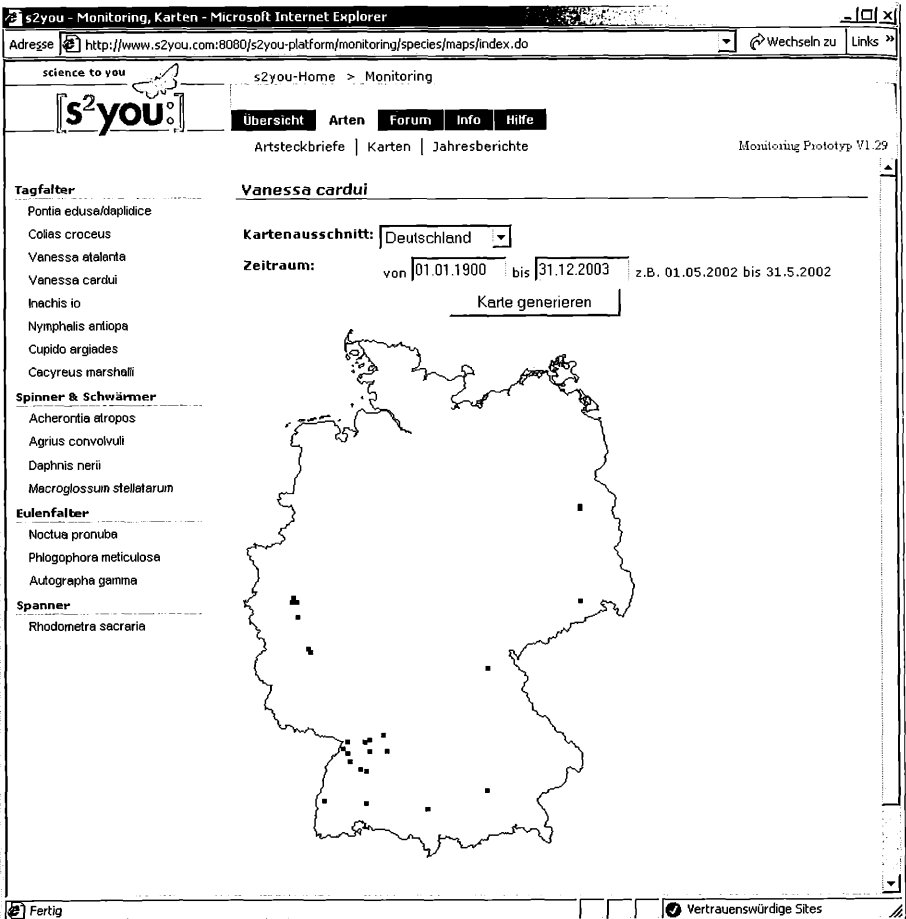 s2you - Monitoring, Karten - Microsoft Internet Explorer
Adresse http://www.s2you.com:8080/s2you-platform/monitoring/species/maps/index.do Wechseln zu Links »
science to you
[s²you:]
s2you-Home > Monitoring
Übersicht Arten Forum Info Hilfe
Artsteckbriefe | Karten | Jahresberichte
Monitoring Prototyp V1.29
Tagfalter
Pontia edusa/daplidice
Colias croceus
Vanessa atalanta
Vanessa cardui
Inachis io
Nymphalis antiopa
Cupido argiades
Cacyreus marshalli
Spinner & Schwärmer
Acherontia atropos
Agrius convolvuli
Daphnis nerii
Macroglossum stellatarum
Eulenfalter
Noctua pronuba
Phlogophora meticulosa
Autographa gamma
Spanner
Rhodometra sacraria
Vanessa cardui
Kartenausschnitt: Deutschland
Zeitraum: von 01.01.1900 bis 31.12.2003 z.B. 01.05.2002 bis 31.5.2002
Karte generieren
Fertig
Vertrauenswürdige Sites